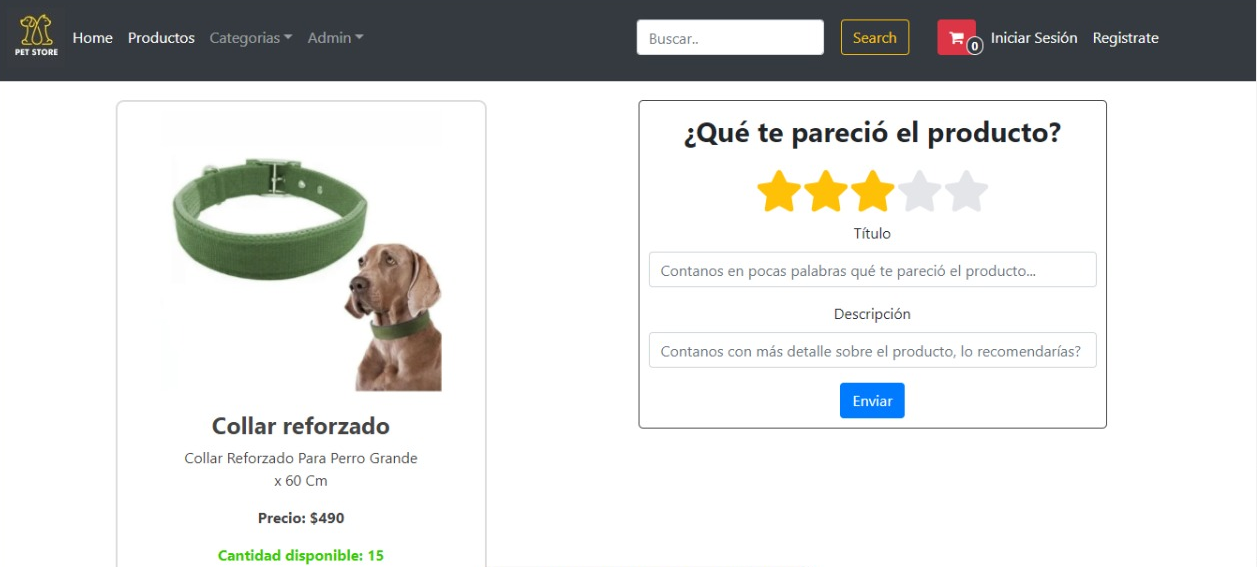 PET STORE
Home Productos Categorias Admin
Buscar..
Search
0
Iniciar Sesión Registrate
Collar reforzado
Collar Reforzado Para Perro Grande
x 60 Cm
Precio: $490
Cantidad disponible: 15
¿Qué te pareció el producto?
Título
Contanos en pocas palabras qué te pareció el producto...
Descripción
Contanos con más detalle sobre el producto, lo recomendarías?
Enviar